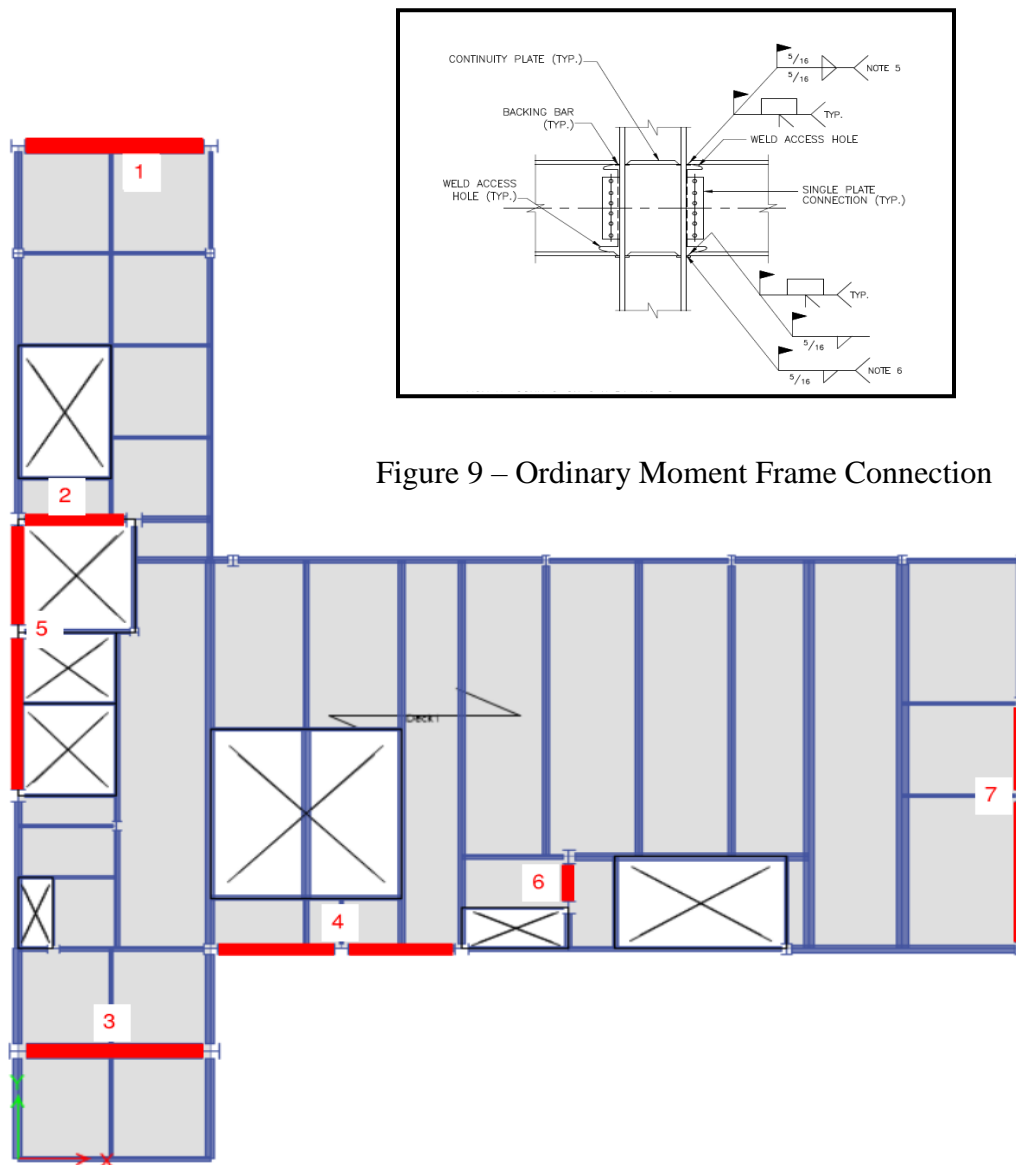 CONTINUITY PLATE (TYP.)
5/16
5/16
NOTE 5
BACKING BAR
(TYP.)
TYP.
WELD ACCESS HOLE
WELD ACCESS
HOLE (TYP.)
SINGLE PLATE
CONNECTION (TYP.)
TYP.
5/16
5/16
NOTE 6
Figure 9 – Ordinary Moment Frame Connection
1
2
5
Deck1
7
6
4
3
Y
X